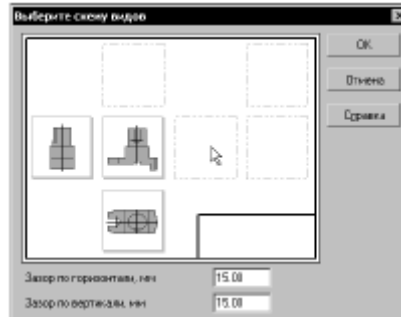 Выберите схему видов
OK
Отмена
Справка
Зазор по горизонтали, мм 15.00
Зазор по вертикали, мм 15.00